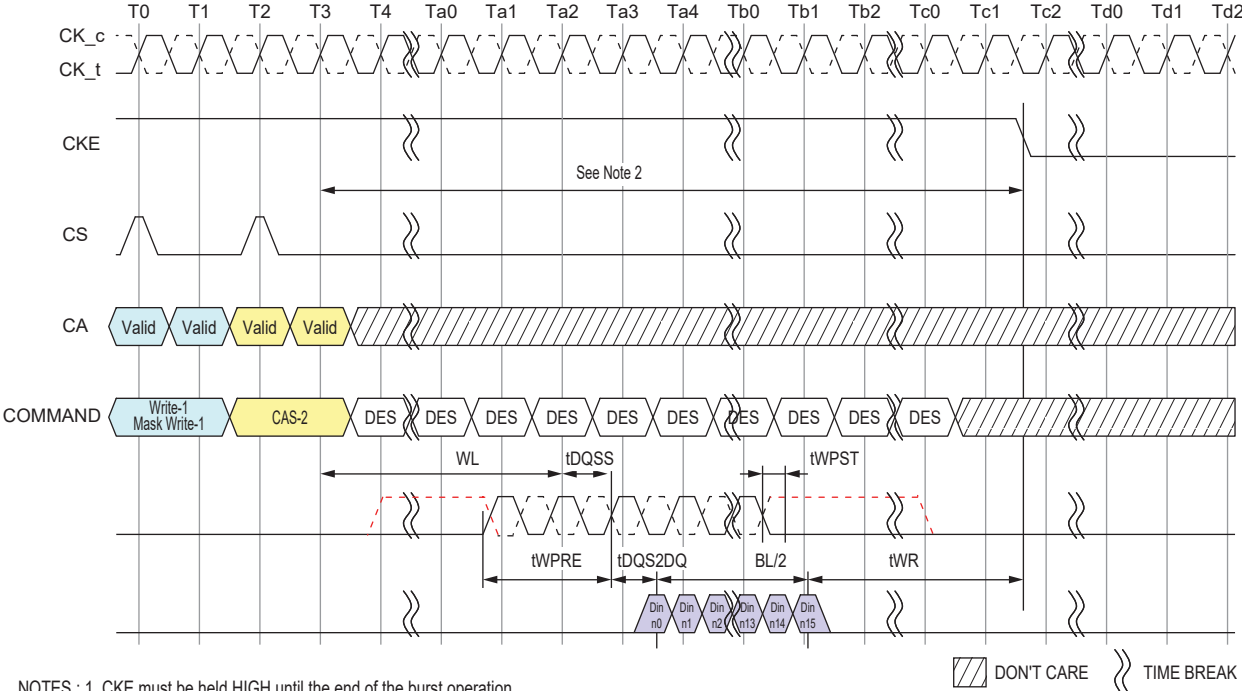 T0 T1 T2 T3 T4 Ta0 Ta1 Ta2 Ta3 Ta4 Tb0 Tb1 Tb2 Tc0 Tc1 Tc2 Td0 Td1 Td2
CK_c
CK_t
CKE
See Note 2
CS
CA Valid Valid Valid Valid
COMMAND Write-1 Mask Write-1 CAS-2 DES DES DES DES DES DES DES DES DES DES
WL tDQSS tWPST
tWPRE tDQS2DQ BL/2 tWR
Din n0 Din n1 Din n2 Din n13 Din n14 Din n15
DON'T CARE TIME BREAK
NOTES : 1. CKE must be held HIGH until the end of the burst operation